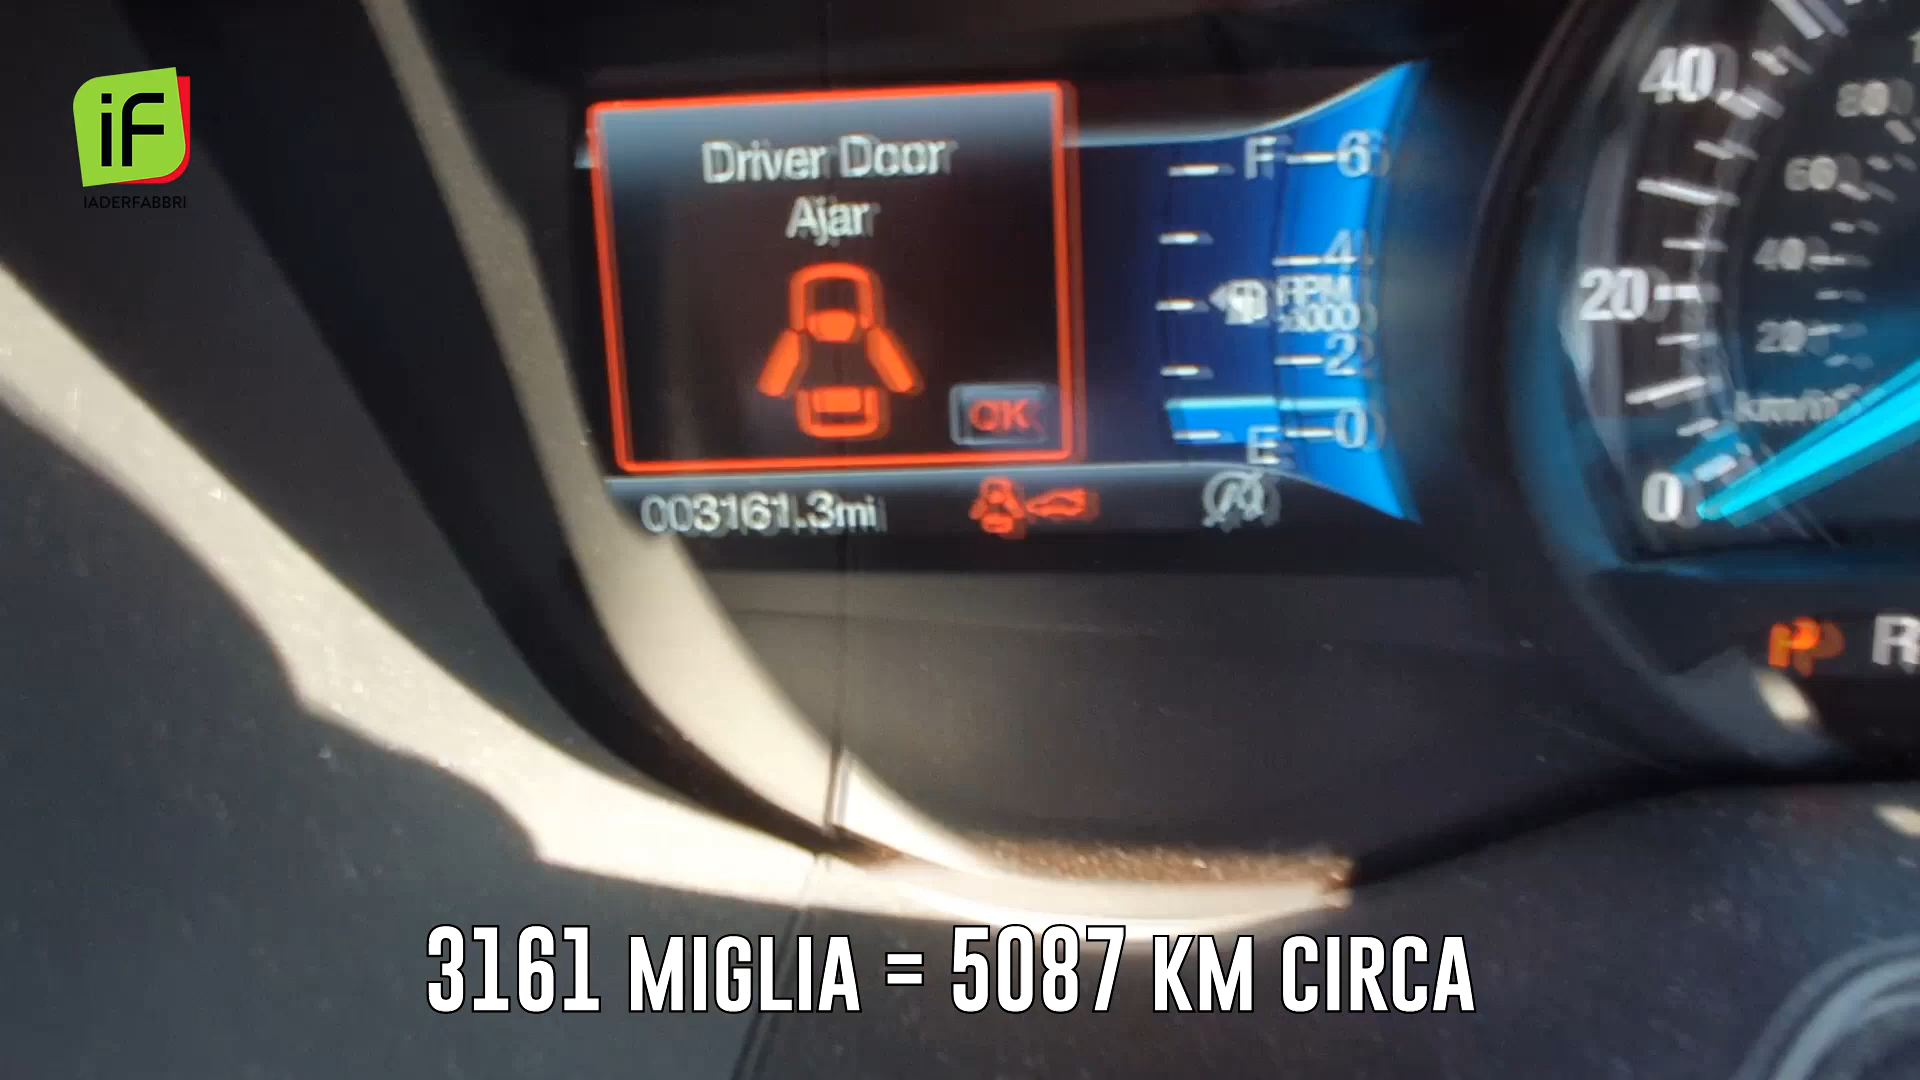 iF
IADERFABBRI
Driver Door
Ajar
OK
F 6
4
RPM
x1000
2
0
E
003161.3mi
40
20
0
80
60
40
20
km/h
P R
3161 MIGLIA = 5087 KM CIRCA